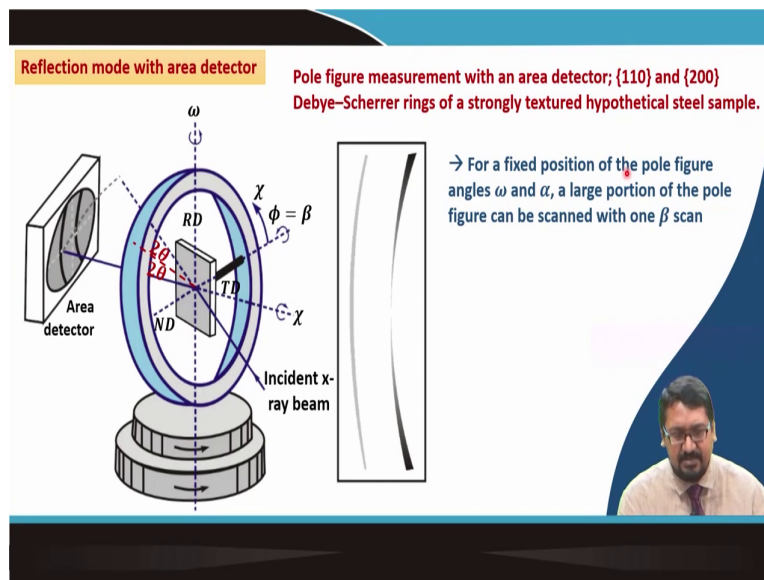 Reflection mode with area detector
Pole figure measurement with an area detector; {110} and {200}
Debye–Scherrer rings of a strongly textured hypothetical steel sample.
ω
χ
ϕ = β
RD
2θ
2θ
TD
ND
χ
Area
detector
Incident x-
ray beam
→ For a fixed position of the pole figure
angles ω and α, a large portion of the pole
figure can be scanned with one β scan